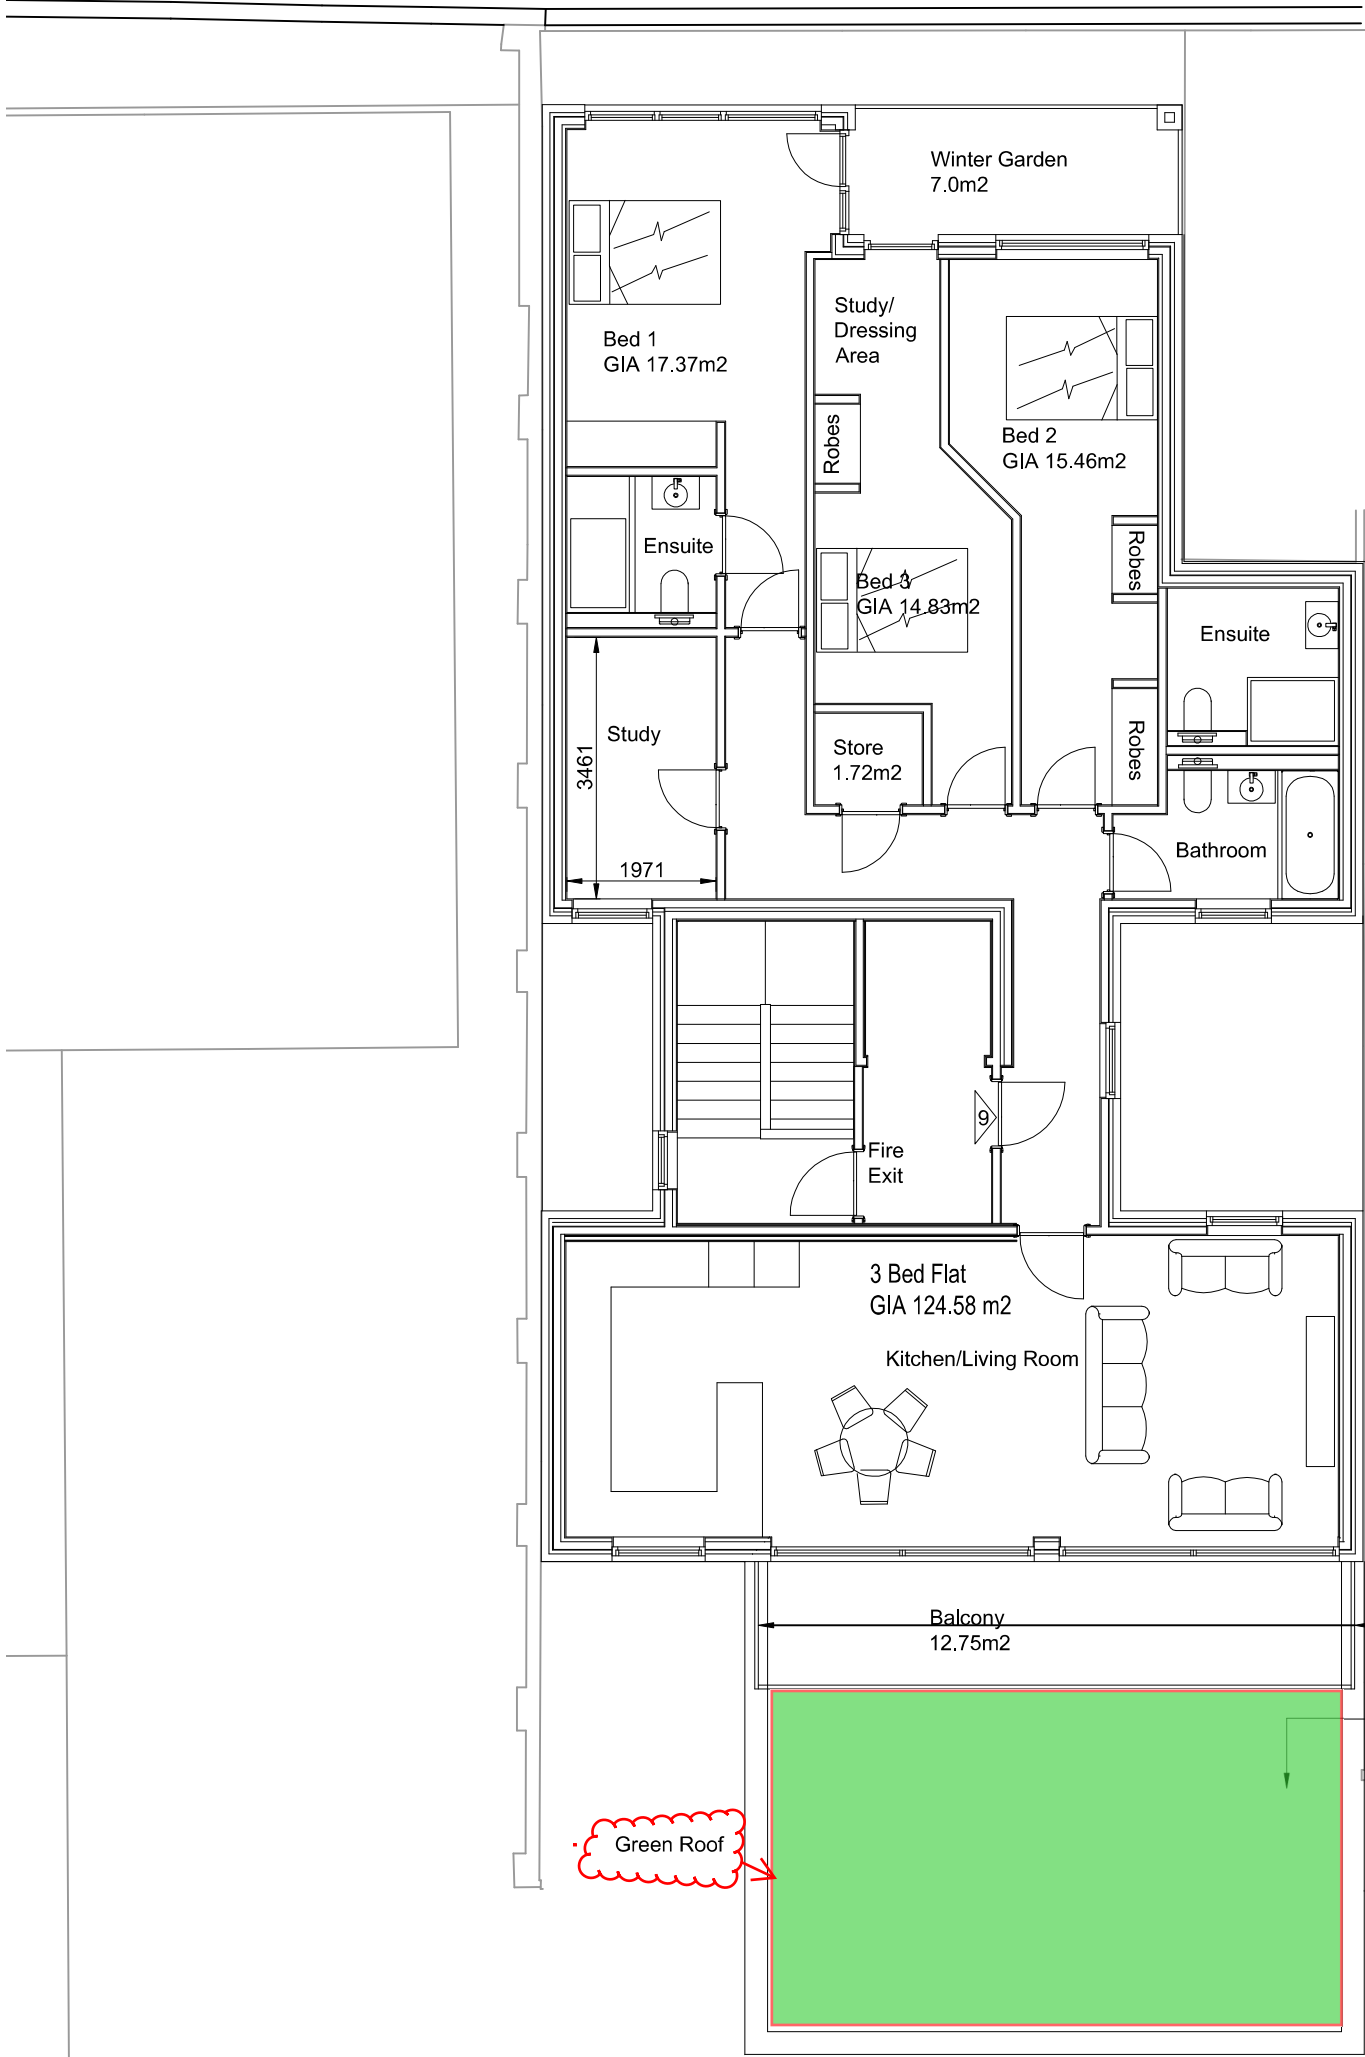 Winter Garden
7.0m2
Study/
Dressing
Area
Bed 1
GIA 17.37m2
Robes
Bed 2
GIA 15.46m2
Ensuite
Robes
Bed 3
GIA 14.83m2
Ensuite
Study
3461
Store
1.72m2
Robes
1971
Bathroom
9
Fire
Exit
3 Bed Flat
GIA 124.58 m2
Kitchen/Living Room
Balcony
12.75m2
Green Roof